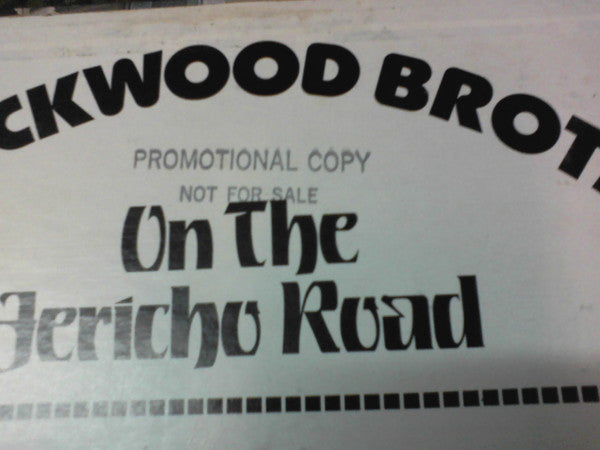 CKWOOD BROT
PROMOTIONAL COPY
NOT FOR SALE
On The
Jericho Road